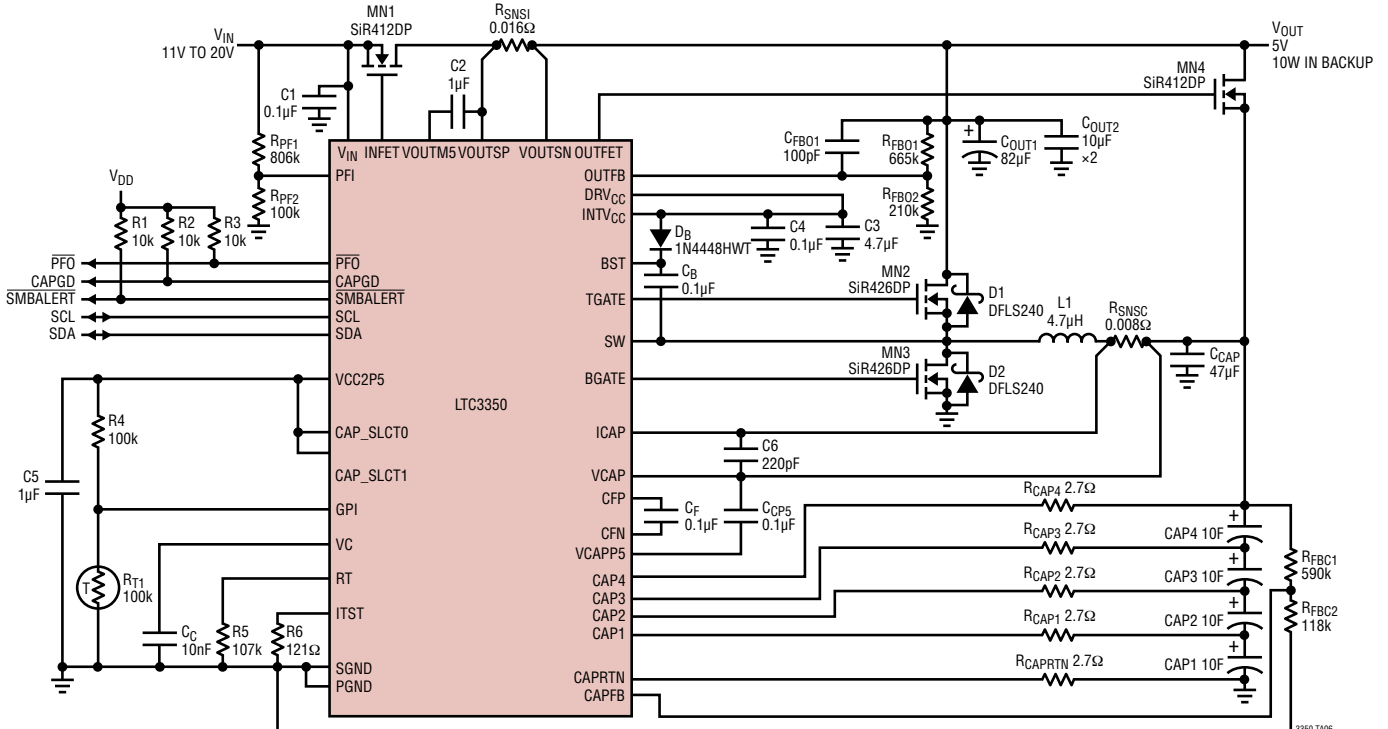 MN1
SiR412DP
RSNSI
0.016Ω
VIN
11V TO 20V
VOUT
5V
10W IN BACKUP
C1
0.1µF
C2
1µF
MN4
SiR412DP
VIN INFET VOUTM5 VOUTSP VOUTSN OUTFET
RPF1
806k
PFI
RPF2
100k
CFBO1
100pF
RFBO1
665k
COUT1
82µF
COUT2
10µF
×2
OUTFB
DRVCC
INTVCC
RFBO2
210k
VDD
R1
10k
R2
10k
R3
10k
DB
1N4448HWT
C4
0.1µF
C3
4.7µF
PFO
CAPGD
SMBALERT
SCL
SDA
PFO
CAPGD
SMBALERT
SCL
SDA
BST
CB
0.1µF
TGATE
MN2
SiR426DP
D1
DFLS240
L1
4.7µH
RSNSC
0.008Ω
SW
CCAP
47µF
MN3
SiR426DP
D2
DFLS240
BGATE
VCC2P5
LTC3350
R4
100k
CAP_SLCT0
CAP_SLCT1
ICAP
C6
220pF
VCAP
C5
1µF
GPI
CFP
CF
0.1µF
CCP5
0.1µF
CFN
VCAPP5
VC
RT
ITST
T
RT1
100k
CC
10nF
R5
107k
R6
121Ω
SGND
PGND
CAP4
CAP3
CAP2
CAP1
CAPRTN
CAPFB
RCAP4 2.7Ω
RCAP3 2.7Ω
RCAP2 2.7Ω
RCAP1 2.7Ω
RCAPRTN 2.7Ω
CAP4 10F
CAP3 10F
CAP2 10F
CAP1 10F
RFBC1
590k
RFBC2
118k
3350 TA06